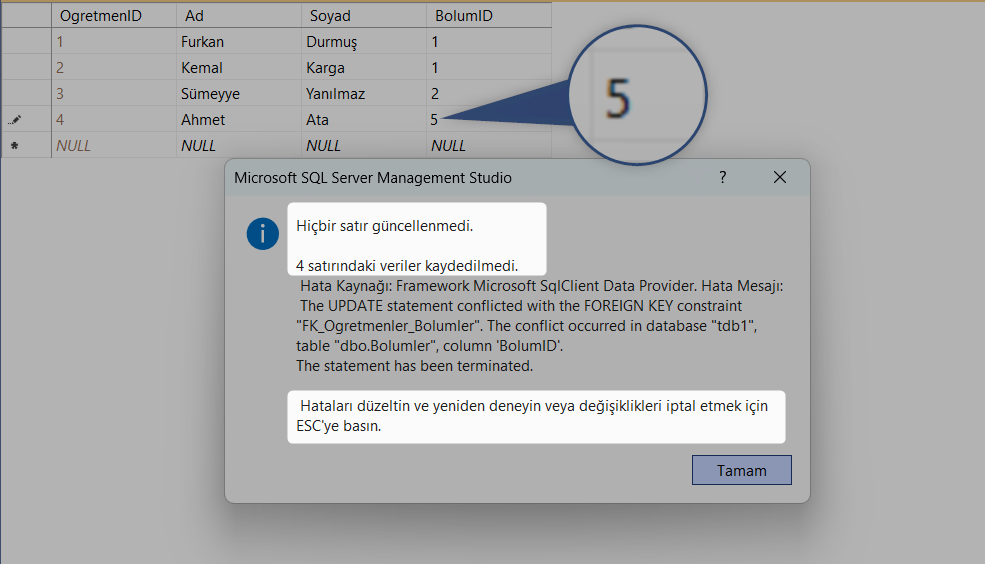 OgretmenID Ad Soyad BolumID
1 Furkan Durmuş 1
2 Kemal Karga 1
3 Sümeyye Yanılmaz 2
4 Ahmet Ata 5
NULL NULL NULL NULL
5
Microsoft SQL Server Management Studio ?
Hiçbir satır güncellenmedi.
4 satırındaki veriler kaydedilmedi.
Hata Kaynağı: Framework Microsoft SqlClient Data Provider. Hata Mesajı:
The UPDATE statement conflicted with the FOREIGN KEY constraint
"FK_Ogretmenler_Bolumler". The conflict occurred in database "tdb1",
table "dbo.Bolumler", column 'BolumID'.
The statement has been terminated.
Hataları düzeltin ve yeniden deneyin veya değişiklikleri iptal etmek için
ESC'ye basın.
Tamam